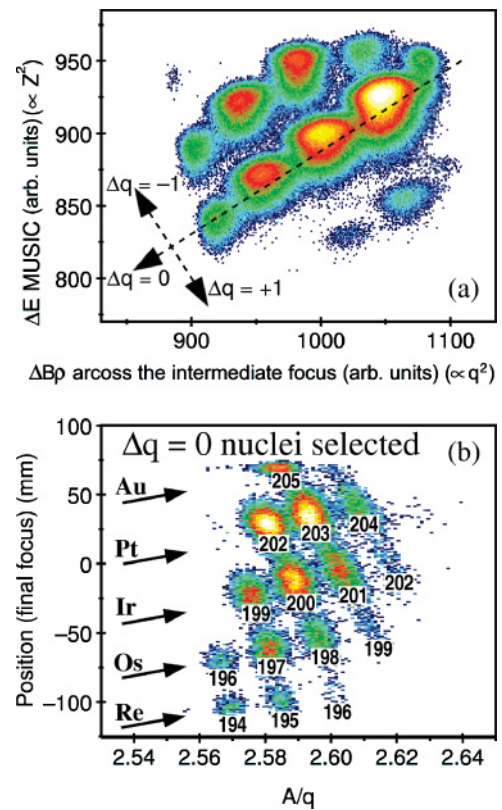 (a)
ΔE MUSIC (arb. units) (∝ Z²)
950
900
850
800
Δq = −1
Δq = 0
Δq = +1
900
1000
1100
ΔBρ arcoss the intermediate focus (arb. units) (∝q²)
Δq = 0 nuclei selected
(b)
Position (final focus) (mm)
100
50
0
−50
−100
Au
Pt
Ir
Os
Re
205
202
203
204
199
200
201
202
196
197
198
199
194
195
196
2.54
2.56
2.58
2.60
2.62
2.64
A/q